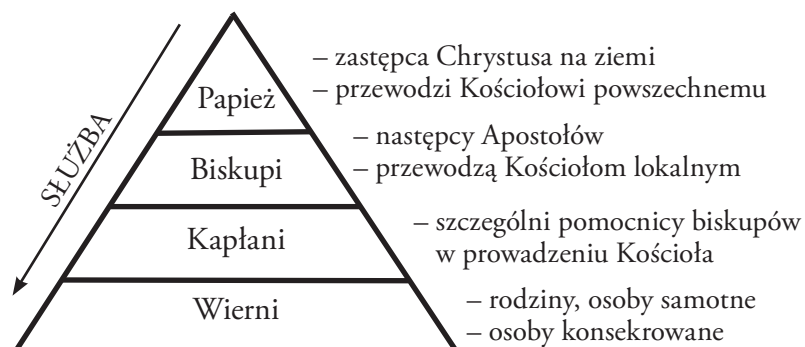 – zastępca Chrystusa na ziemi
Papież
– przewodzi Kościołowi powszechnemu
SŁUŻBA
– następcy Apostołów
Biskupi
– przewodzą Kościołom lokalnym
– szczególni pomocnicy biskupów
Kapłani
w prowadzeniu Kościoła
– rodziny, osoby samotne
Wierni
– osoby konsekrowane